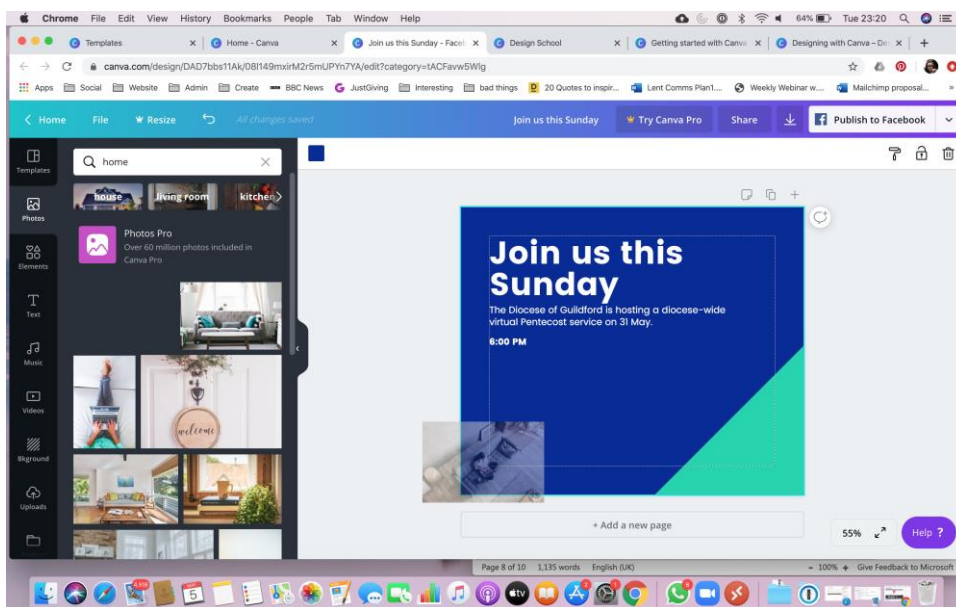 Chrome File Edit View History Bookmarks People Tab Window Help 64% Tue 23:20
Templates × Home - Canva × Join us this Sunday - Faceb × Design School × Getting started with Canva × Designing with Canva – De × +
canva.com/design/DAD7bbs11Ak/08I149mxirM2r5mUPYn7YA/edit?category=tACFavw5WIg
Apps Social Website Admin Create BBC News JustGiving Interesting bad things 20 Quotes to inspir... Lent Comms Plan1.... Weekly Webinar w.... Mailchimp proposal... »
< Home File Resize All changes saved Join us this Sunday Try Canva Pro Share Publish to Facebook
Templates
Photos
Elements
Text
Music
Videos
Bkground
Uploads
home
house living room kitchen
Photos Pro
Over 60 million photos included in
Canva Pro
welcome
Join us this
Sunday
The Diocese of Guildford is hosting a diocese-wide
virtual Pentecost service on 31 May.
6:00 PM
+ Add a new page
55% Help ?
Page 8 of 10 1,135 words English (UK) - 100% + Give Feedback to Microsoft
5
tv